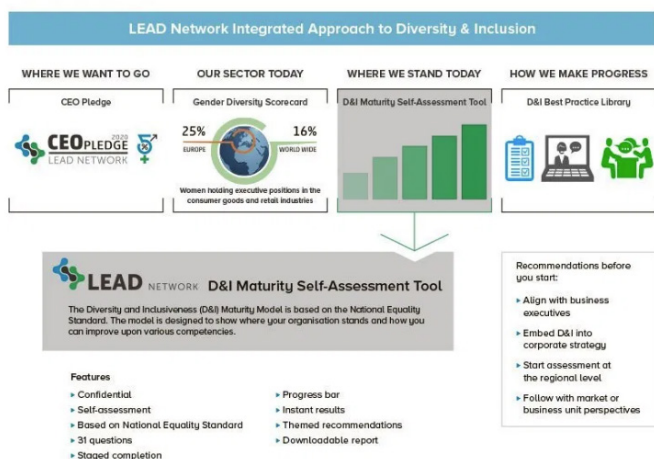 LEAD Network Integrated Approach to Diversity & Inclusion
WHERE WE WANT TO GO
CEO Pledge
2020
CEOPLEDGE
LEAD NETWORK
OUR SECTOR TODAY
Gender Diversity Scorecard
25%
EUROPE
16%
WORLD WIDE
Women holding executive positions in the
consumer goods and retail industries
WHERE WE STAND TODAY
D&I Maturity Self-Assessment Tool
HOW WE MAKE PROGRESS
D&I Best Practice Library
LEAD NETWORK D&I Maturity Self-Assessment Tool
The Diversity and Inclusiveness (D&I) Maturity Model is based on the National Equality
Standard. The model is designed to show where your organisation stands and how you
can improve upon various competencies.
Features
Confidential
Self-assessment
Based on National Equality Standard
31 questions
Staged completion
Progress bar
Instant results
Themed recommendations
Downloadable report
Recommendations before
you start:
Align with business
executives
Embed D&I into
corporate strategy
Start assessment at
the regional level
Follow with market or
business unit perspectives